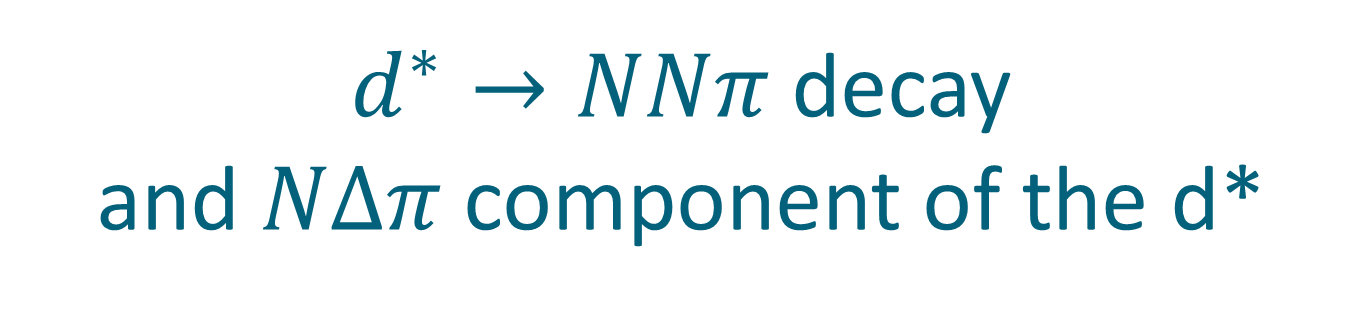 d* → NNπ decay
and NΔπ component of the d*